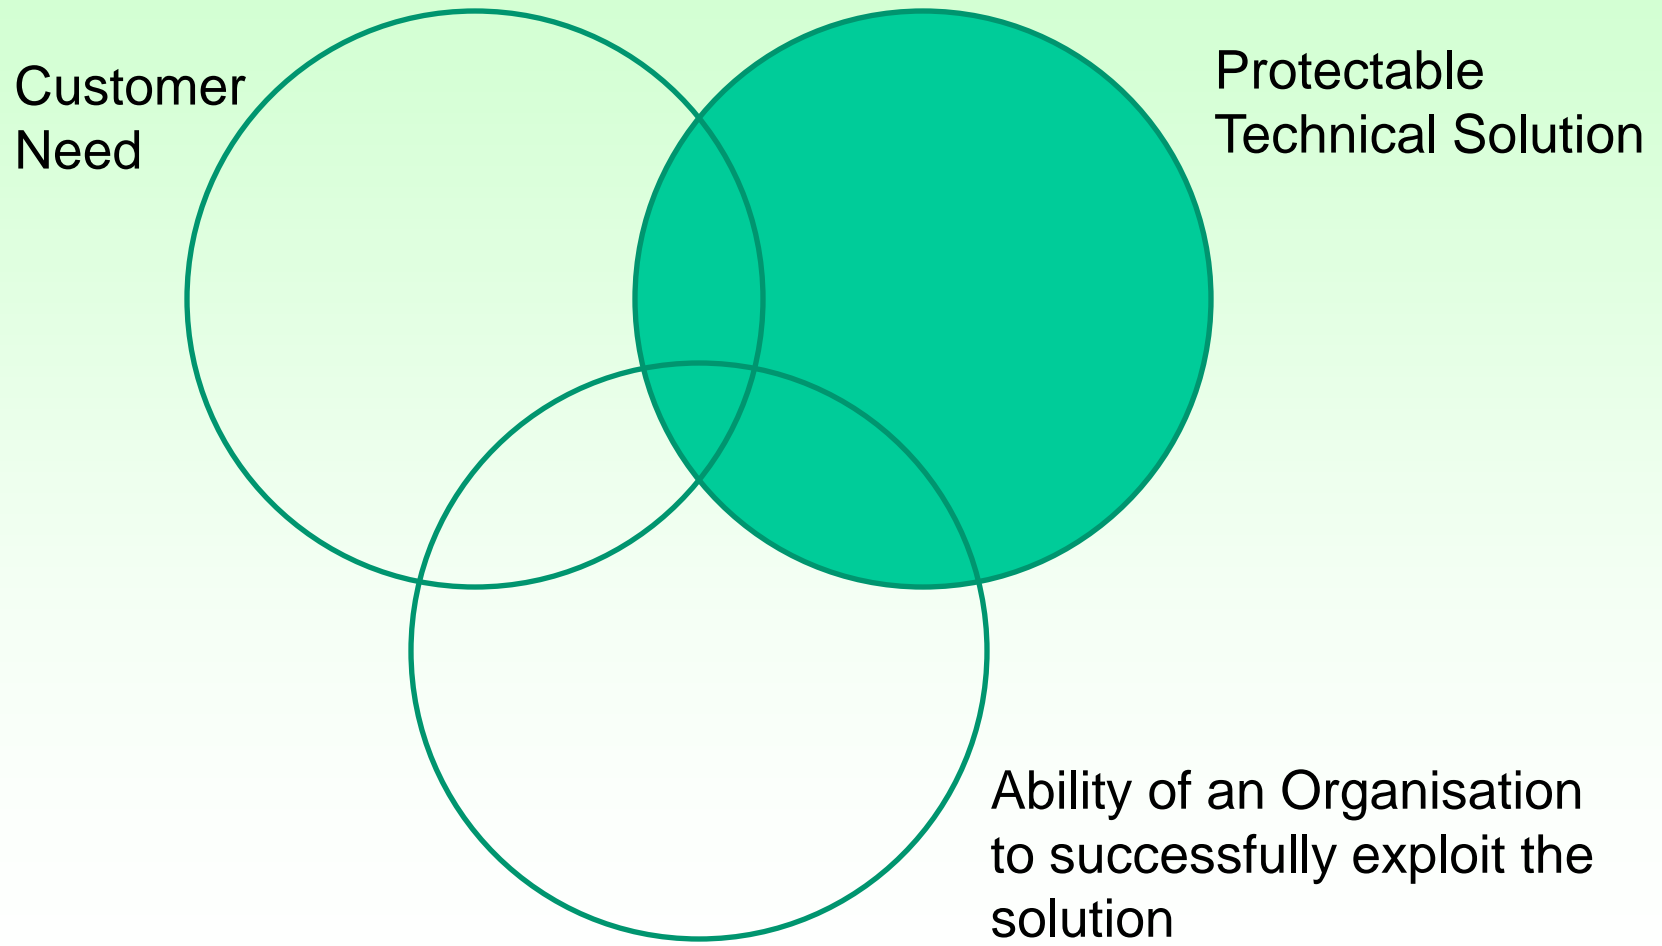 Customer
Need
Protectable
Technical Solution
Ability of an Organisation
to successfully exploit the
solution